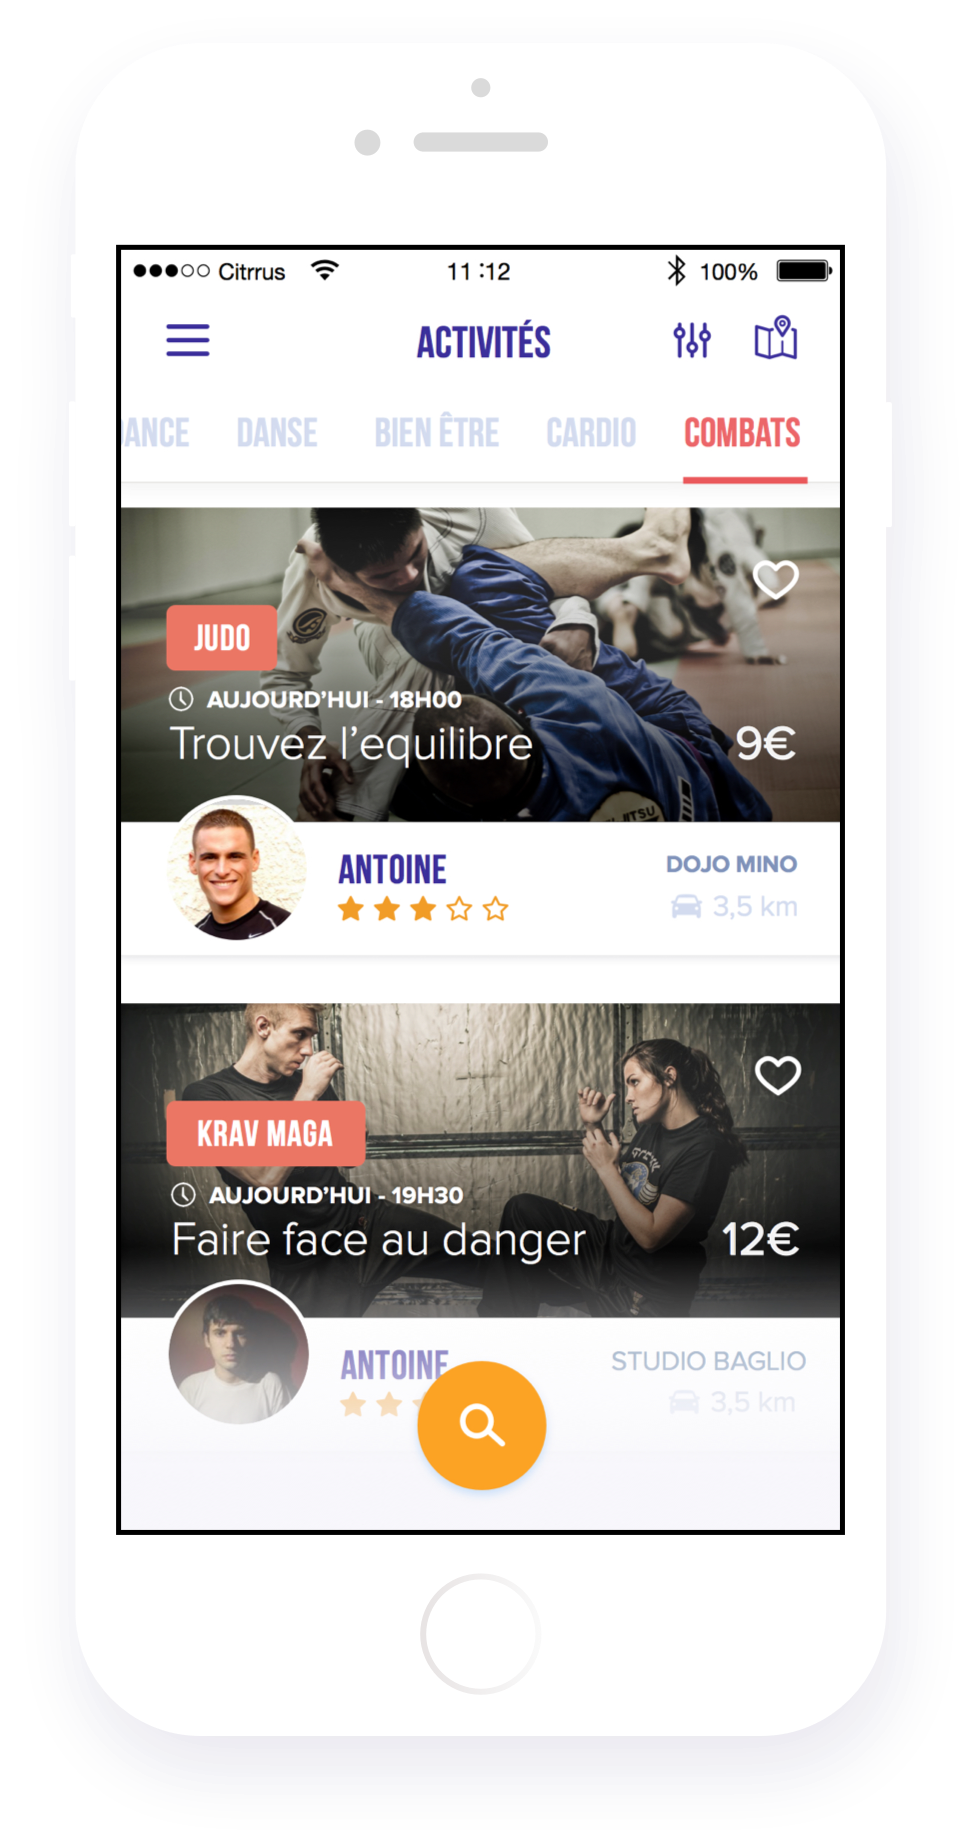 Citrrus 11:12 100%
ACTIVITÉS
DANSE BIEN ÊTRE CARDIO COMBATS
JUDO
AUJOURD’HUI - 18H00
Trouvez l’equilibre 9€
ANTOINE DOJO MINO
3,5 km
KRAV MAGA
AUJOURD’HUI - 19H30
Faire face au danger 12€
ANTOINE STUDIO BAGLIO
3,5 km